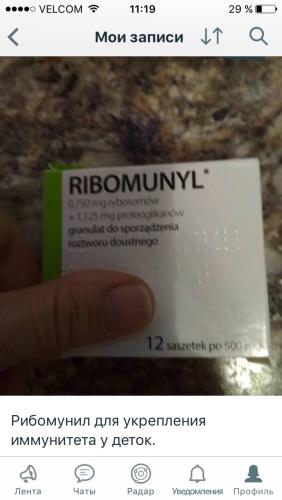 VELCOM 11:19 29 %
Мои записи
RIBOMUNYL*
0,750 mg rybosomów
+ 1,125 mg proteoglikanów
granulat do sporządzenia
roztworu doustnego
12 saszetek po 500 mg
Рибомунил для укрепления
иммунитета у деток.
Лента Чаты Радар Уведомления Профиль